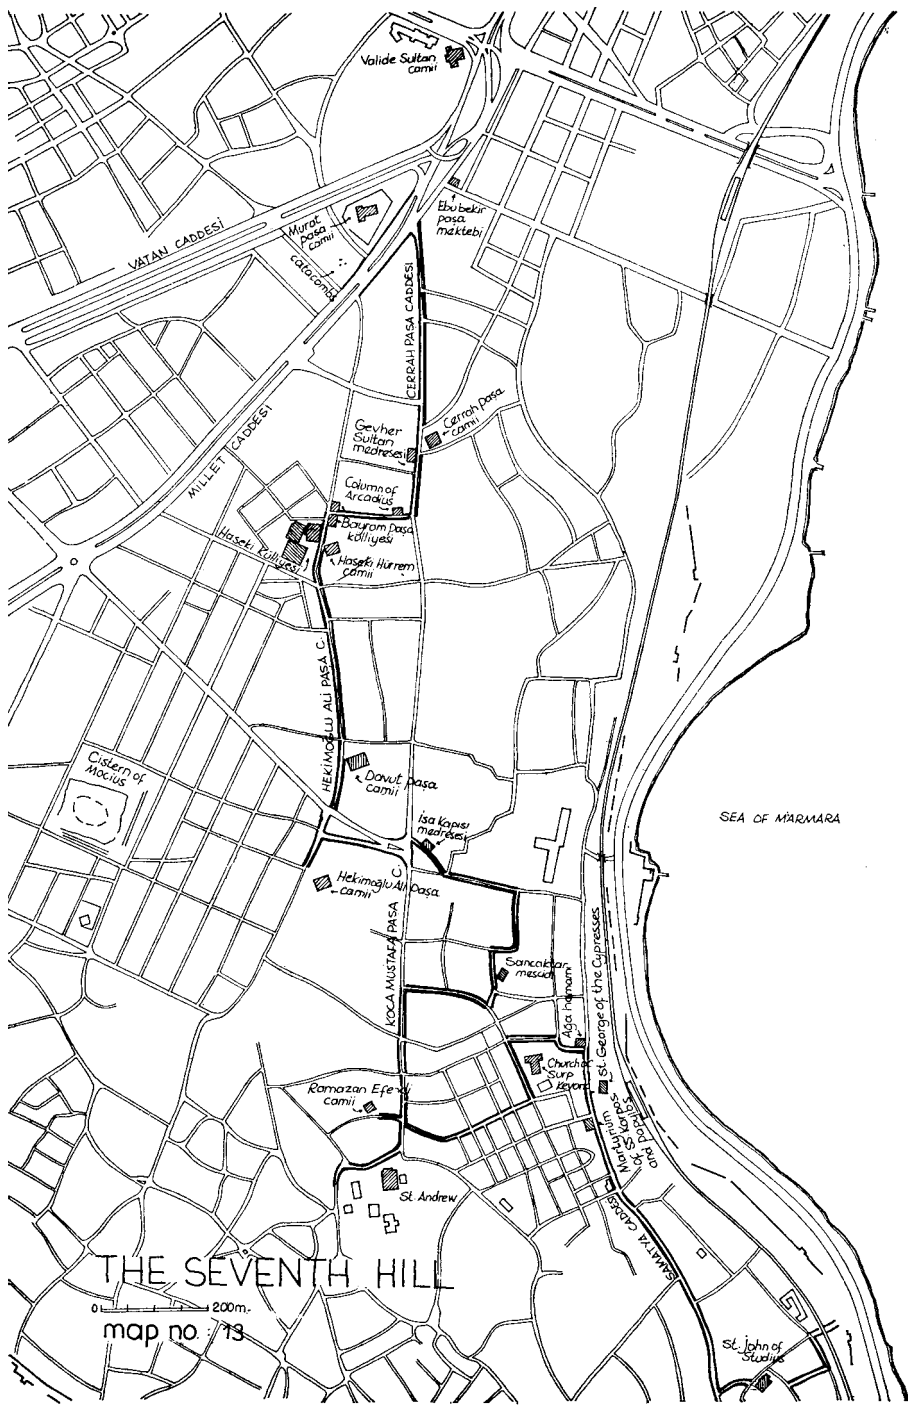 Valide Sultan
camii
Ebubekir
paşa
mektebi
Murat
paşa
camii
VATAN CADDESİ
catacombs
CERRAH PAŞA CADDESİ
Cerrah paşa
camii
Gevher
Sultan
medresesi
MILLET CADDESI
Column of
Arcadius
Bayram paşa
külliyesi
Haseki Külliyesi
Haseki Hürrem
camii
HEKIMOĞLU ALI PAŞA C.
Cistern of
Mocius
Davut paşa
camii
SEA OF MARMARA
İsa Kapısı
medresesi
Hekimoğlu Ali Paşa
camii
KOCA MUSTAFA PAŞA C.
Sancaktar
mescidi
Ağa hamamı
St. George of the Cypresses
Church of
Surp
Kevork
Ramazan Efendi
camii
Martyrium
of SS Karpos
and papylos
St. Andrew
SAMATYA CADDESİ
THE SEVENTH HILL
0 200m.
map no : 13
St. John of
Studius